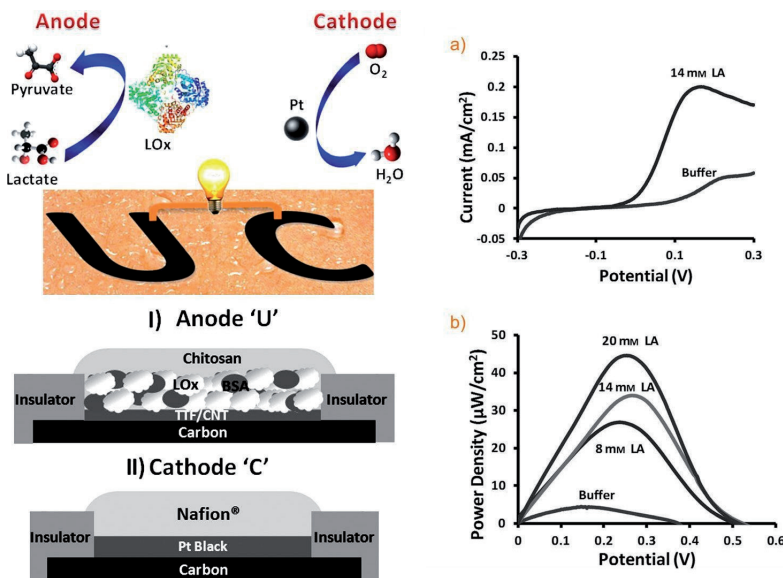 Anode
Cathode
Pyruvate
LOx
Lactate
Pt
O2
H2O
UC
I) Anode 'U'
Chitosan
LOx
BSA
Insulator
Insulator
TTF/CNT
Carbon
II) Cathode 'C'
Nafion®
Insulator
Insulator
Pt Black
Carbon
a)
Current (mA/cm2)
0.25
0.2
0.15
0.1
0.05
0
-0.05
14 mM LA
Buffer
-0.3
-0.1
0.1
0.3
Potential (V)
b)
Power Density (µW/cm2)
50
40
30
20
10
0
20 mM LA
14 mM LA
8 mM LA
Buffer
0
0.1
0.2
0.3
0.4
0.5
0.6
Potential (V)